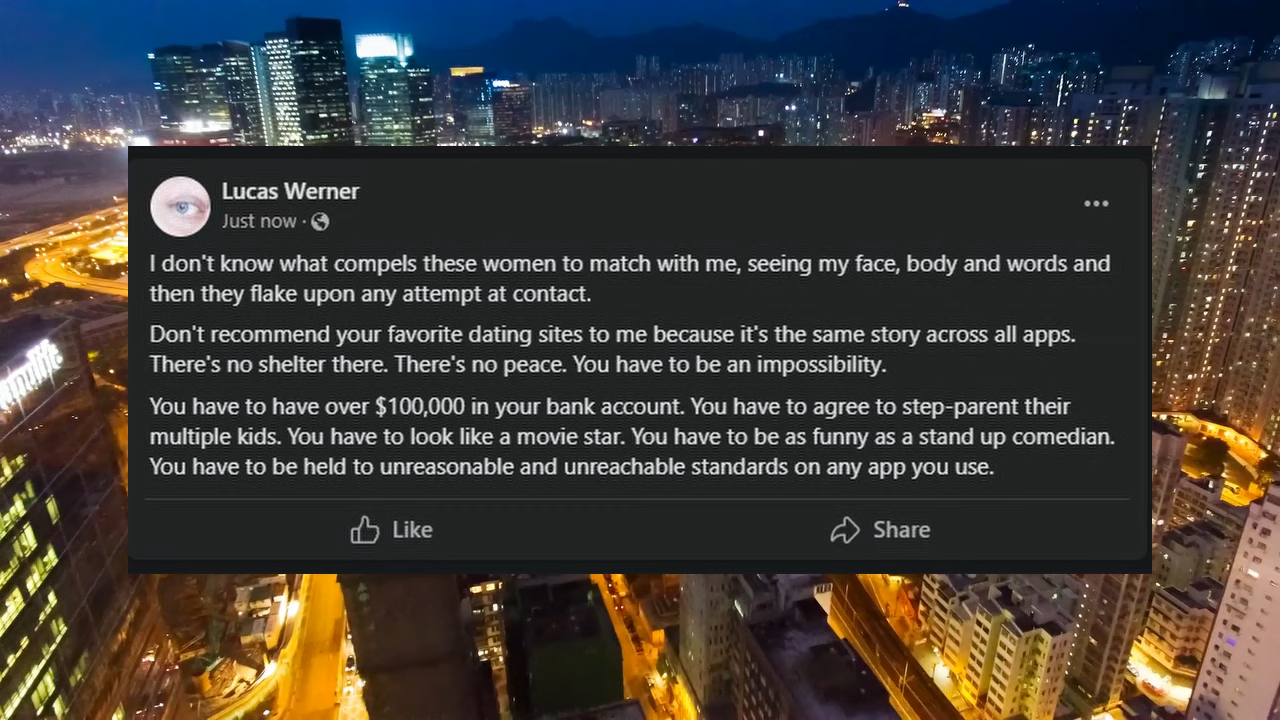 Lucas Werner
Just now ·
I don't know what compels these women to match with me, seeing my face, body and words and
then they flake upon any attempt at contact.
Don't recommend your favorite dating sites to me because it's the same story across all apps.
There's no shelter there. There's no peace. You have to be an impossibility.
You have to have over $100,000 in your bank account. You have to agree to step-parent their
multiple kids. You have to look like a movie star. You have to be as funny as a stand up comedian.
You have to be held to unreasonable and unreachable standards on any app you use.
Like
Share